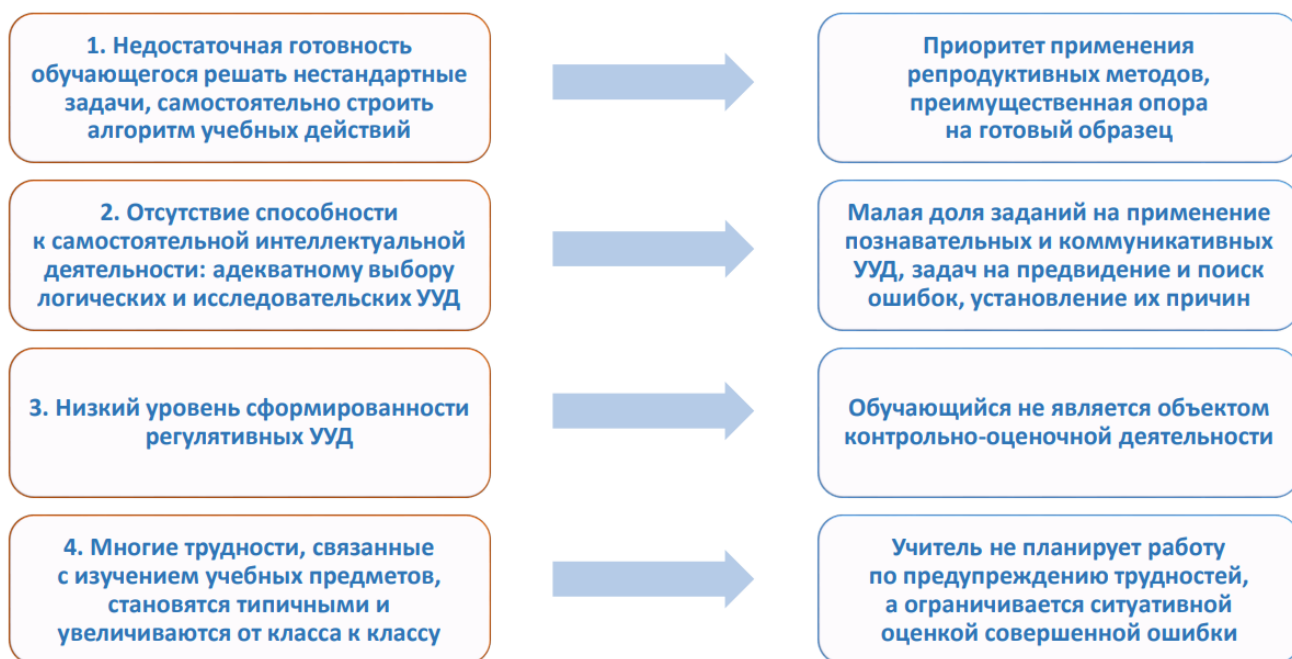 1. Недостаточная готовность
обучающегося решать нестандартные
задачи, самостоятельно строить
алгоритм учебных действий
Приоритет применения
репродуктивных методов,
преимущественная опора
на готовый образец
2. Отсутствие способности
к самостоятельной интеллектуальной
деятельности: адекватному выбору
логических и исследовательских УУД
Малая доля заданий на применение
познавательных и коммуникативных
УУД, задач на предвидение и поиск
ошибок, установление их причин
3. Низкий уровень сформированности
регулятивных УУД
Обучающийся не является объектом
контрольно-оценочной деятельности
4. Многие трудности, связанные
с изучением учебных предметов,
становятся типичными и
увеличиваются от класса к классу
Учитель не планирует работу
по предупреждению трудностей,
а ограничивается ситуативной
оценкой совершенной ошибки